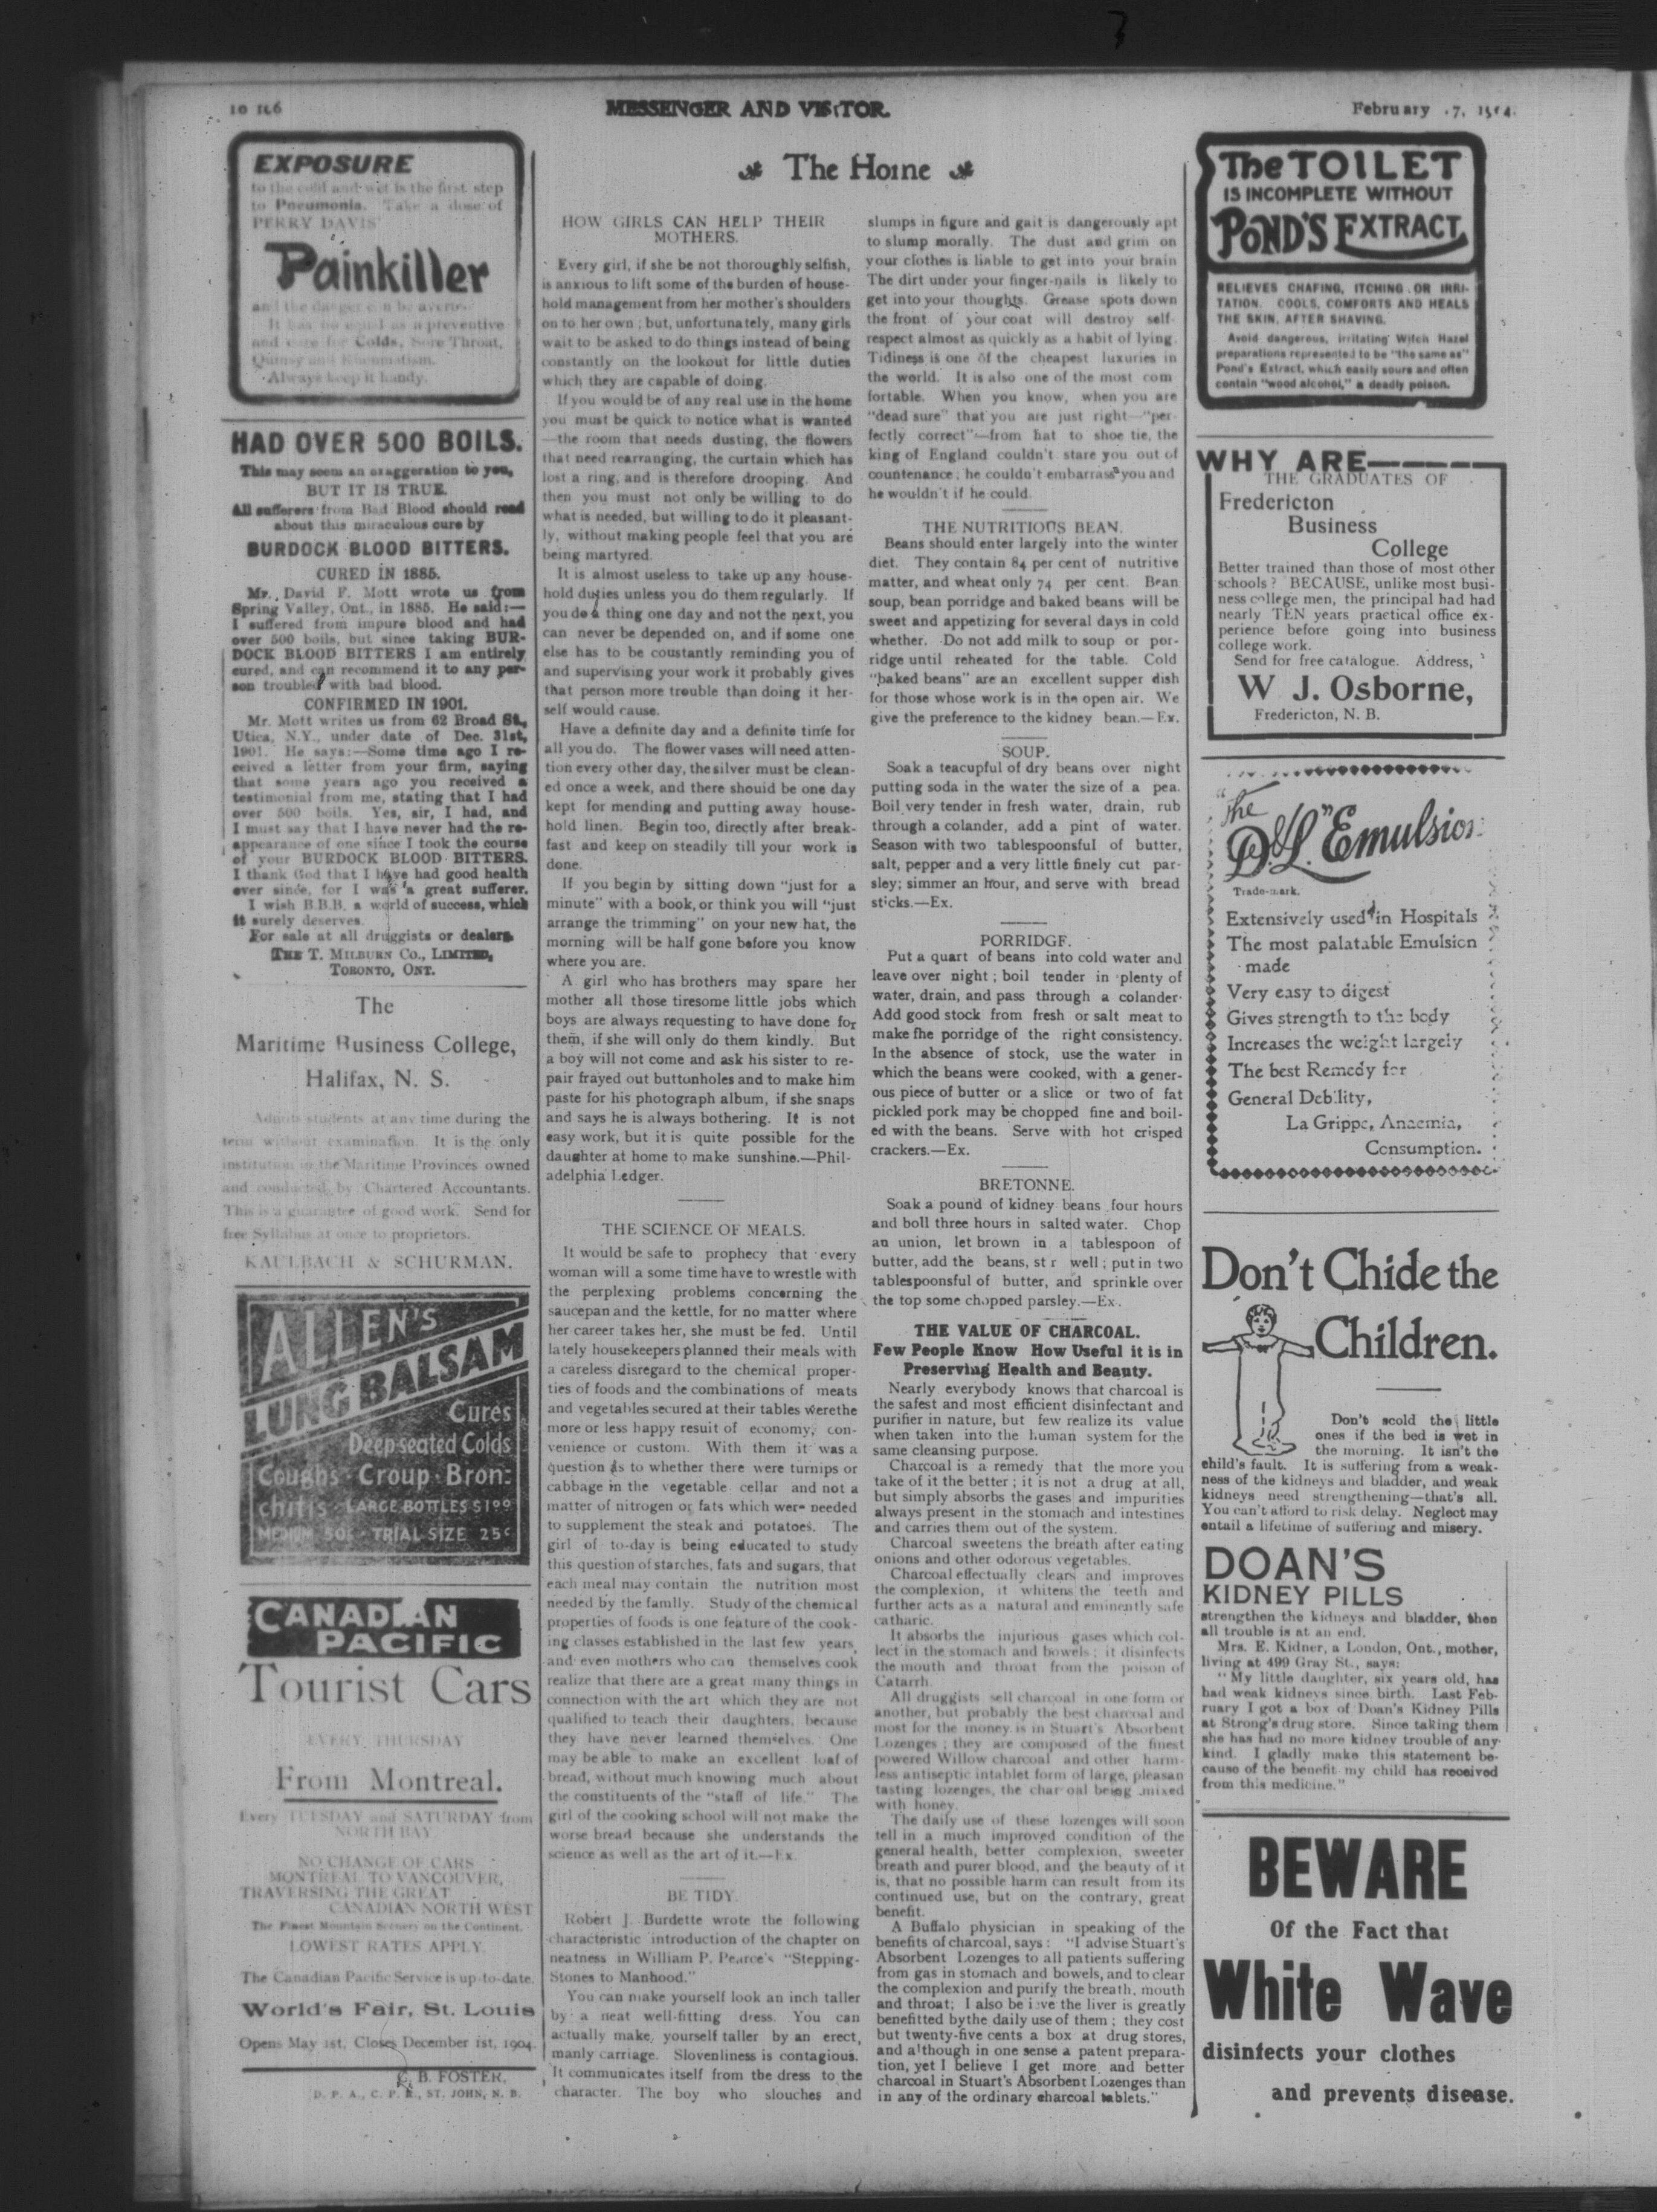 MESSENGER AND VISITOR.
February
EXPOSURE
to the cold and wet is the first step
to Pneumonia. Take a dose of
PERRY DAVIS'
Painkiller
and the danger can be averted.
It has no equal as a preventive
and cure for Colds, Sore Throat,
Quinsy and Rheumatism.
Always keep it handy.
HAD OVER 500 BOILS.
This may seem an exaggeration to you,
BUT IT IS TRUE.
All sufferers from Bad Blood should read
about this miraculous cure by
BURDOCK BLOOD BITTERS.
CURED IN 1885.
Mr. David F. Mott wrote us from
Spring Valley, Ont., in 1885. He said:—
I suffered from impure blood and had
over 500 boils, but since taking BUR-
DOCK BLOOD BITTERS I am entirely
cured, and can recommend it to any per-
son troubled with bad blood.
CONFIRMED IN 1901.
Mr. Mott writes us from 62 Broad St.,
Utica, N.Y., under date of Dec. 31st,
1901. He says:—Some time ago I re-
ceived a letter from your firm, saying
that some years ago you received a
testimonial from me, stating that I had
over 500 boils. Yes, sir, I had, and
I must say that I have never had the re-
appearance of one since I took the course
of your BURDOCK BLOOD BITTERS.
I thank God that I have had good health
ever since, for I was a great sufferer.
I wish B.B.B. a world of success, which
it surely deserves.
For sale at all druggists or dealers.
THE T. MILBURN CO., LIMITED,
TORONTO, ONT.
The
Maritime Business College,
Halifax, N. S.
Admits students at any time during the
term without examination. It is the only
institution in the Maritime Provinces owned
and conducted by Chartered Accountants.
This is a guarantee of good work. Send for
free Syllabus at once to proprietors.
KAULBACH & SCHURMAN.
ALLEN'S
LUNG BALSAM
Cures
Deep-seated Colds
Coughs · Croup · Bron-
chitis · LARGE BOTTLES $1.00
MEDIUM 50c · TRIAL SIZE 25c
CANADIAN
PACIFIC
Tourist Cars
EVERY THURSDAY
From Montreal.
Every TUESDAY and SATURDAY from
NORTH BAY.
NO CHANGE OF CARS
MONTREAL TO VANCOUVER,
TRAVERSING THE GREAT
CANADIAN NORTH WEST
The Finest Mountain Scenery on the Continent.
LOWEST RATES APPLY.
The Canadian Pacific Service is up-to-date.
World's Fair, St. Louis
Opens May 1st, Closes December 1st, 1904.
C. B. FOSTER,
D. P. A., C. P. R., ST. JOHN, N. B.
The Home
HOW GIRLS CAN HELP THEIR
MOTHERS.
Every girl, if she be not thoroughly selfish,
is anxious to lift some of the burden of house-
hold management from her mother's shoulders
on to her own ; but, unfortunately, many girls
wait to be asked to do things instead of being
constantly on the lookout for little duties
which they are capable of doing.
If you would be of any real use in the home
you must be quick to notice what is wanted
—the room that needs dusting, the flowers
that need rearranging, the curtain which has
lost a ring, and is therefore drooping. And
then you must not only be willing to do
what is needed, but willing to do it pleasant-
ly, without making people feel that you are
being martyred.
It is almost useless to take up any house-
hold duties unless you do them regularly. If
you do a thing one day and not the next, you
can never be depended on, and if some one
else has to be coustantly reminding you of
and supervising your work it probably gives
that person more trouble than doing it her-
self would cause.
Have a definite day and a definite time for
all you do. The flower vases will need atten-
tion every other day, the silver must be clean-
ed once a week, and there should be one day
kept for mending and putting away house-
hold linen. Begin too, directly after break-
fast and keep on steadily till your work is
done.
If you begin by sitting down "just for a
minute" with a book, or think you will "just
arrange the trimming" on your new hat, the
morning will be half gone before you know
where you are.
A girl who has brothers may spare her
mother all those tiresome little jobs which
boys are always requesting to have done for
them, if she will only do them kindly. But
a boy will not come and ask his sister to re-
pair frayed out buttonholes and to make him
paste for his photograph album, if she snaps
and says he is always bothering. It is not
easy work, but it is quite possible for the
daughter at home to make sunshine.—Phil-
adelphia Ledger.
THE SCIENCE OF MEALS.
It would be safe to prophecy that every
woman will a some time have to wrestle with
the perplexing problems concerning the
saucepan and the kettle, for no matter where
her career takes her, she must be fed. Until
lately housekeepers planned their meals with
a careless disregard to the chemical proper-
ties of foods and the combinations of meats
and vegetables secured at their tables werethe
more or less happy resuit of economy, con-
venience or custom. With them it was a
question as to whether there were turnips or
cabbage in the vegetable cellar and not a
matter of nitrogen or fats which were needed
to supplement the steak and potatoes. The
girl of to-day is being educated to study
this question of starches, fats and sugars, that
each meal may contain the nutrition most
needed by the family. Study of the chemical
properties of foods is one feature of the cook-
ing classes established in the last few years,
and even mothers who can themselves cook
realize that there are a great many things in
connection with the art which they are not
qualified to teach their daughters, because
they have never learned themselves. One
may be able to make an excellent loaf of
bread, without much knowing much about
the constituents of the "staff of life." The
girl of the cooking school will not make the
worse bread because she understands the
science as well as the art of it.—Ex.
BE TIDY.
Robert J. Burdette wrote the following
characteristic introduction of the chapter on
neatness in William P. Pearce's "Stepping-
Stones to Manhood."
You can make yourself look an inch taller
by a neat well-fitting dress. You can
actually make yourself taller by an erect,
manly carriage. Slovenliness is contagious.
It communicates itself from the dress to the
character. The boy who slouches and
slumps in figure and gait is dangerously apt
to slump morally. The dust and grim on
your clothes is liable to get into your brain
The dirt under your finger-nails is likely to
get into your thoughts. Grease spots down
the front of your coat will destroy self-
respect almost as quickly as a habit of lying.
Tidiness is one of the cheapest luxuries in
the world. It is also one of the most com
fortable. When you know, when you are
"dead sure" that you are just right—"per-
fectly correct"—from hat to shoe tie, the
king of England couldn't stare you out of
countenance ; he couldn't embarrass you and
he wouldn't if he could.
THE NUTRITIOUS BEAN.
Beans should enter largely into the winter
diet. They contain 84 per cent of nutritive
matter, and wheat only 74 per cent. Bean
soup, bean porridge and baked beans will be
sweet and appetizing for several days in cold
whether. Do not add milk to soup or por-
ridge until reheated for the table. Cold
"baked beans" are an excellent supper dish
for those whose work is in the open air. We
give the preference to the kidney bean.—Ex.
SOUP.
Soak a teacupful of dry beans over night
putting soda in the water the size of a pea.
Boil very tender in fresh water, drain, rub
through a colander, add a pint of water.
Season with two tablespoonsful of butter,
salt, pepper and a very little finely cut par-
sley; simmer an hour, and serve with bread
sticks.—Ex.
PORRIDGF.
Put a quart of beans into cold water and
leave over night ; boil tender in plenty of
water, drain, and pass through a colander.
Add good stock from fresh or salt meat to
make fhe porridge of the right consistency.
In the absence of stock, use the water in
which the beans were cooked, with a gener-
ous piece of butter or a slice or two of fat
pickled pork may be chopped fine and boil-
ed with the beans. Serve with hot crisped
crackers.—Ex.
BRETONNE.
Soak a pound of kidney beans four hours
and boll three hours in salted water. Chop
an union, let brown in a tablespoon of
butter, add the beans, st r well ; put in two
tablespoonsful of butter, and sprinkle over
the top some chopped parsley.—Ex.
THE VALUE OF CHARCOAL.
Few People Know How Useful it is in
Preserving Health and Beauty.
Nearly everybody knows that charcoal is
the safest and most efficient disinfectant and
purifier in nature, but few realize its value
when taken into the human system for the
same cleansing purpose.
Charcoal is a remedy that the more you
take of it the better ; it is not a drug at all,
but simply absorbs the gases and impurities
always present in the stomach and intestines
and carries them out of the system.
Charcoal sweetens the breath after eating
onions and other odorous vegetables.
Charcoal effectually clears and improves
the complexion, it whitens the teeth and
further acts as a natural and eminently safe
catharic.
It absorbs the injurious gases which col-
lect in the stomach and bowels ; it disinfects
the mouth and throat from the poison of
Catarrh.
All druggists sell charcoal in one form or
another, but probably the best charcoal and
most for the money is in Stuart's Absorbent
Lozenges ; they are composed of the finest
powered Willow charcoal and other harm-
less antiseptic intablet form of large, pleasan
tasting lozenges, the char oal being mixed
with honey.
The daily use of these lozenges will soon
tell in a much improved condition of the
general health, better complexion, sweeter
breath and purer blood, and the beauty of it
is, that no possible harm can result from its
continued use, but on the contrary, great
benefit.
A Buffalo physician in speaking of the
benefits of charcoal, says : "I advise Stuart's
Absorbent Lozenges to all patients suffering
from gas in stomach and bowels, and to clear
the complexion and purify the breath, mouth
and throat; I also be i ve the liver is greatly
benefitted bythe daily use of them ; they cost
but twenty-five cents a box at drug stores,
and although in one sense a patent prepara-
tion, yet I believe I get more and better
charcoal in Stuart's Absorbent Lozenges than
in any of the ordinary charcoal tablets."
The TOILET
IS INCOMPLETE WITHOUT
POND'S EXTRACT
RELIEVES CHAFING, ITCHING OR IRRI-
TATION. COOLS, COMFORTS AND HEALS
THE SKIN, AFTER SHAVING.
Avoid dangerous, irritating Witch Hazel
preparations represented to be "the same as"
Pond's Extract, which easily sours and often
contain "wood alcohol," a deadly poison.
WHY ARE————
THE GRADUATES OF
Fredericton
Business
College
Better trained than those of most other
schools ? BECAUSE, unlike most busi-
ness college men, the principal had had
nearly TEN years practical office ex-
perience before going into business
college work.
Send for free catalogue. Address,
W J. Osborne,
Fredericton, N. B.
"The
D.&L." Emulsion
Trade-mark.
Extensively used in Hospitals
The most palatable Emulsion
made
Very easy to digest
Gives strength to the body
Increases the weight largely
The best Remedy for
General Debility,
La Grippe, Anaemia,
Consumption.
Don't Chide the
Children.
Don't scold the little
ones if the bed is wet in
the morning. It isn't the
child's fault. It is suffering from a weak-
ness of the kidneys and bladder, and weak
kidneys need strengthening—that's all.
You can't afford to risk delay. Neglect may
entail a lifetime of suffering and misery.
DOAN'S
KIDNEY PILLS
strengthen the kidneys and bladder, then
all trouble is at an end.
Mrs. E. Kidner, a London, Ont., mother,
living at 499 Gray St., says:
"My little daughter, six years old, has
had weak kidneys since birth. Last Feb-
ruary I got a box of Doan's Kidney Pills
at Strong's drug store. Since taking them
she has had no more kidney trouble of any
kind. I gladly make this statement be-
cause of the benefit my child has received
from this medicine."
BEWARE
Of the Fact that
White Wave
disinfects your clothes
and prevents disease.